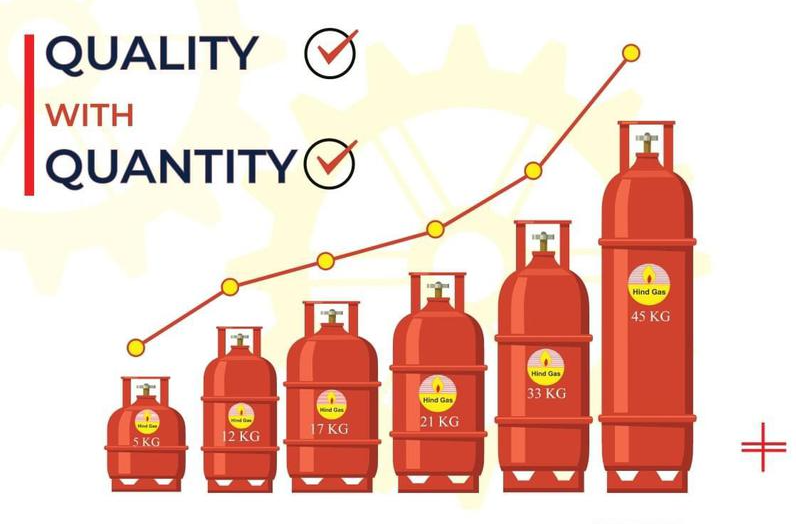 QUALITY
WITH
QUANTITY
Hind Gas
5 KG
Hind Gas
12 KG
Hind Gas
17 KG
Hind Gas
21 KG
Hind Gas
33 KG
Hind Gas
45 KG